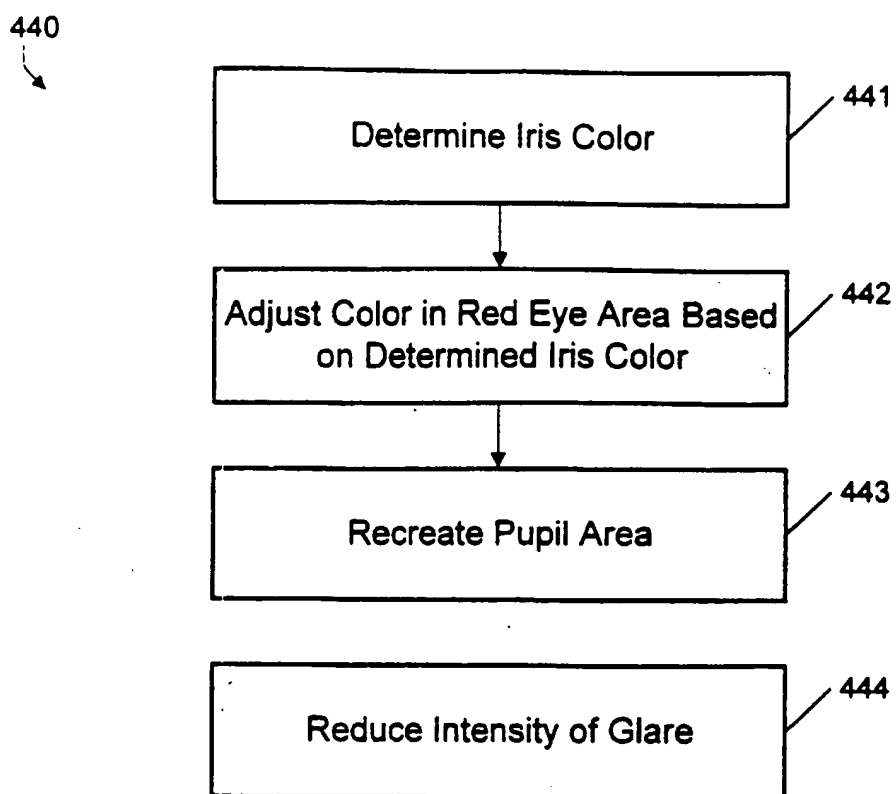 440
Determine Iris Color
441
Adjust Color in Red Eye Area Based
on Determined Iris Color
442
Recreate Pupil Area
443
Reduce Intensity of Glare
444